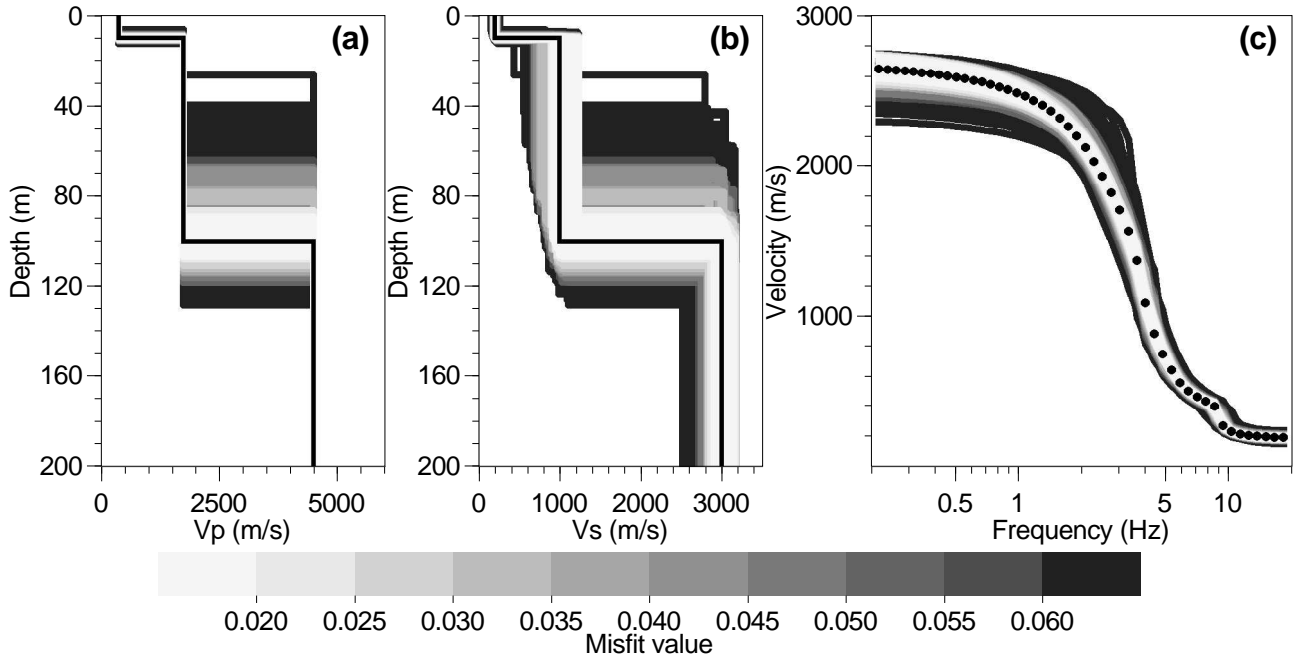 (a)
0
40
80
120
160
200
Depth (m)
0 2500 5000
Vp (m/s)
(b)
0
40
80
120
160
200
Depth (m)
0 1000 2000 3000
Vs (m/s)
(c)
3000
2000
1000
Velocity (m/s)
0.5 1 5 10
Frequency (Hz)
0.020 0.025 0.030 0.035 0.040 0.045 0.050 0.055 0.060
Misfit value